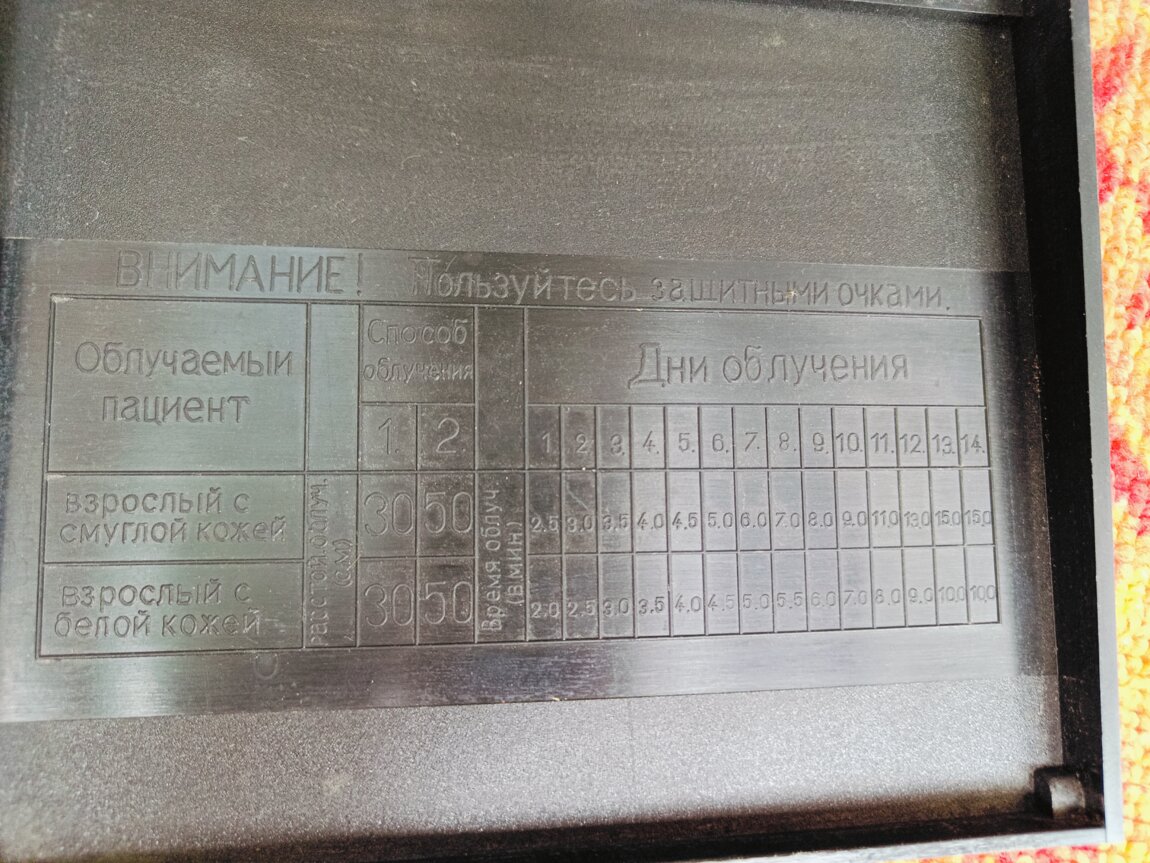 ВНИМАНИЕ! Пользуйтесь защитными очками.
Облучаемый
пациент
Способ
облучения
1. 2.
Дни облучения
1. 2. 3. 4. 5. 6. 7. 8. 9. 10. 11. 12. 13. 14.
взрослый с
смуглой кожей
расстой. облуч.
(см)
30 50
Время облуч.
(в мин)
2.5 3.0 3.5 4.0 4.5 5.0 6.0 7.0 8.0 9.0 11.0 13.0 15.0 15.0
взрослый с
белой кожей
30 50
2.0 2.5 3.0 3.5 4.0 4.5 5.0 5.5 6.0 7.0 8.0 9.0 10.0 10.0